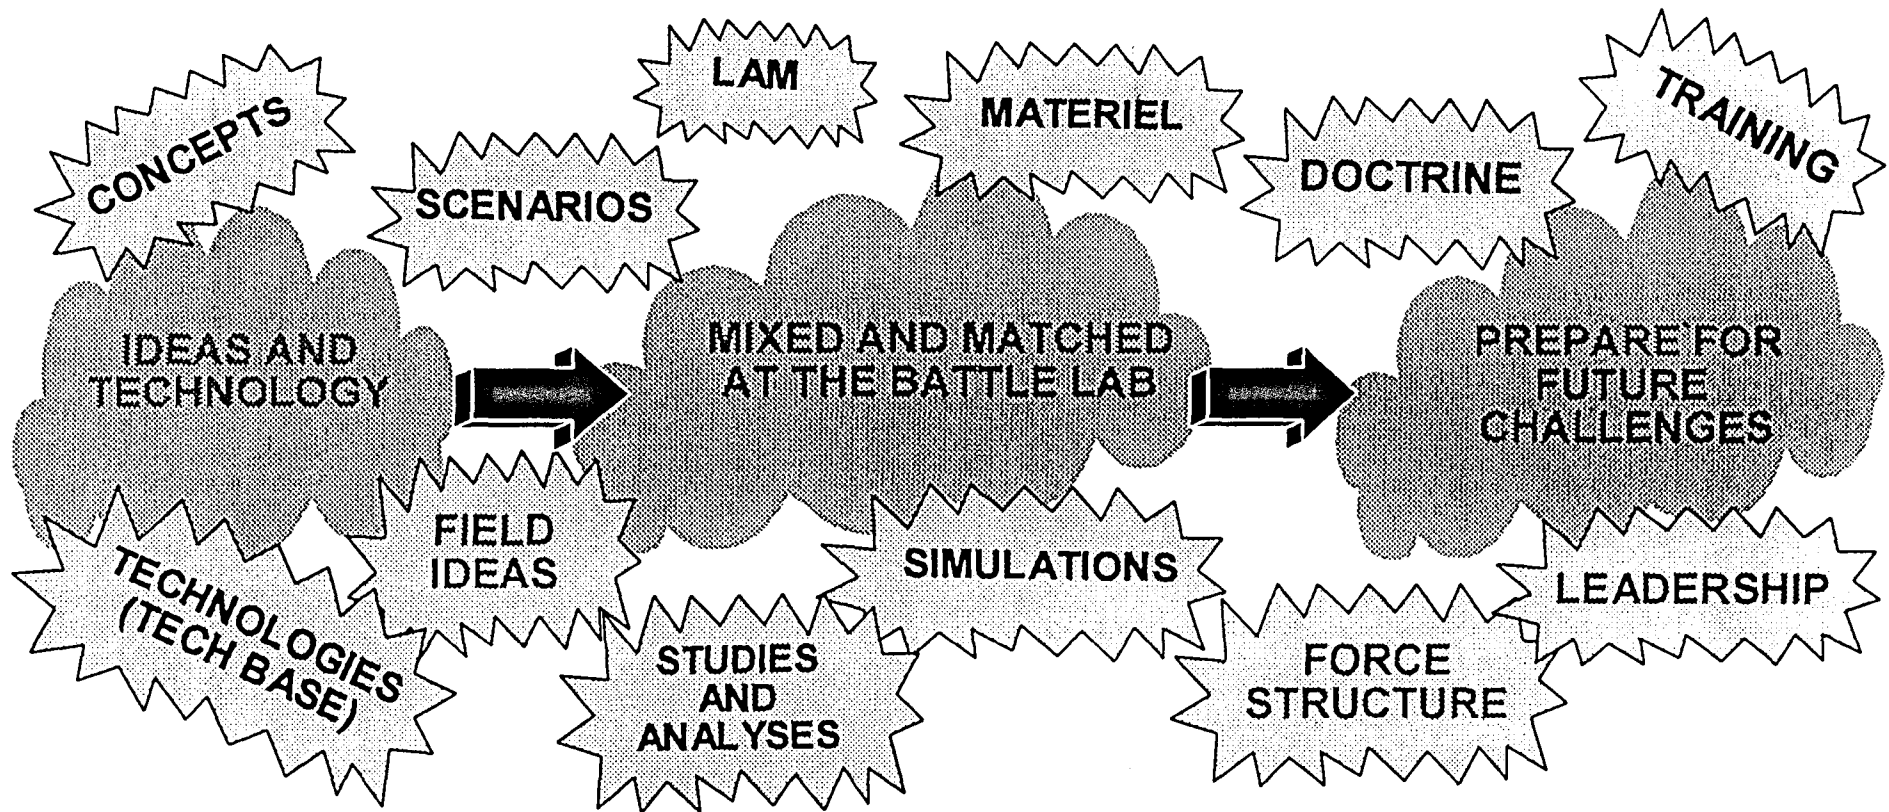 CONCEPTS
SCENARIOS
LAM
MATERIEL
DOCTRINE
TRAINING
IDEAS AND
TECHNOLOGY
MIXED AND MATCHED
AT THE BATTLE LAB
PREPARE FOR
FUTURE
CHALLENGES
TECHNOLOGIES
(TECH BASE)
FIELD
IDEAS
STUDIES
AND
ANALYSES
SIMULATIONS
FORCE
STRUCTURE
LEADERSHIP